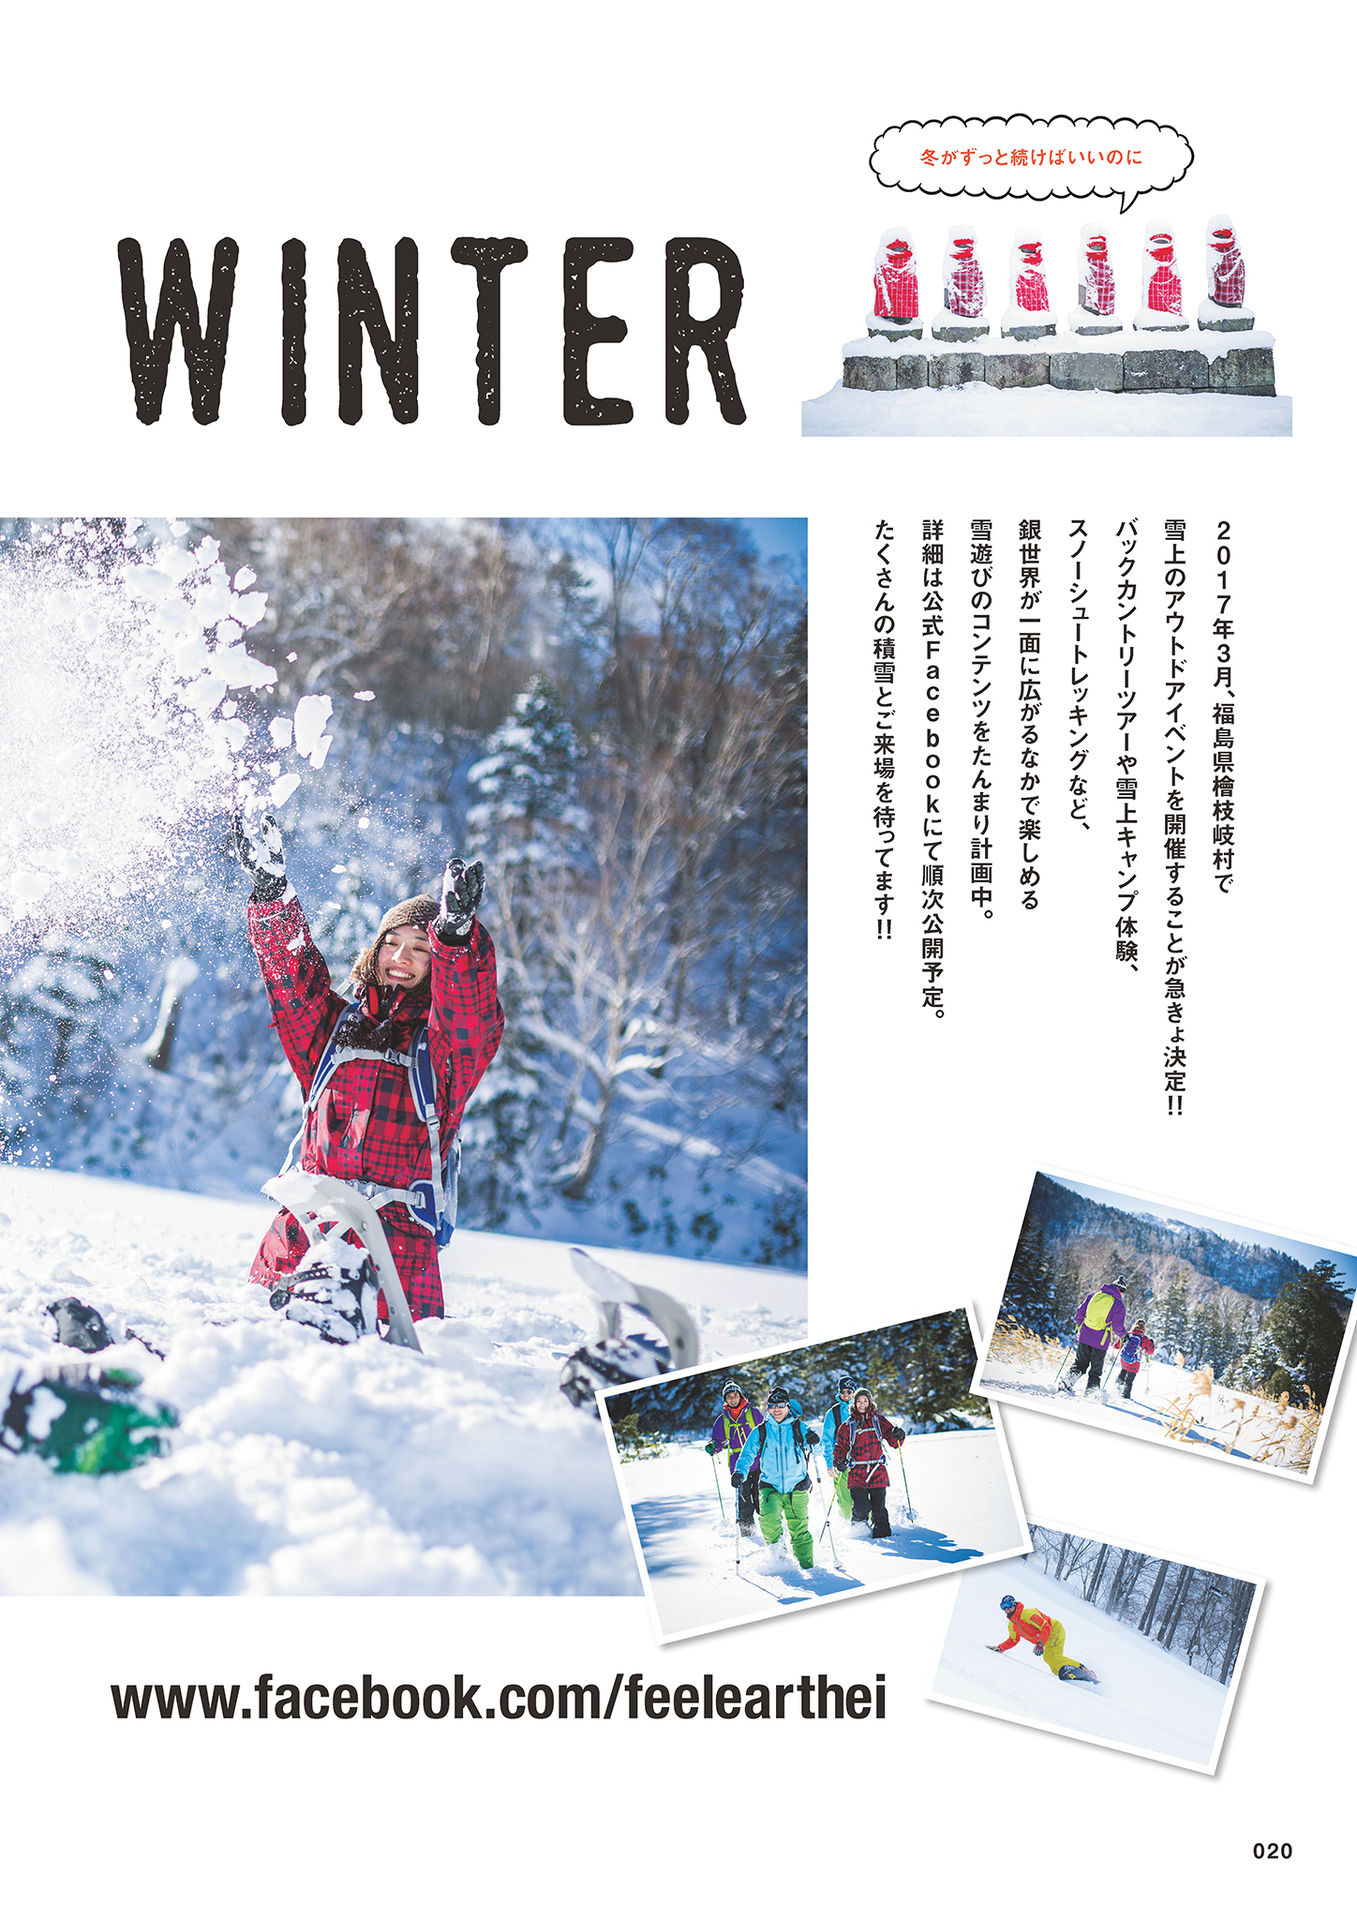 冬がずっと続けばいいのに
WINTER
2017年3月、福島県檜枝岐村で
雪上のアウトドアイベントを開催することが急きょ決定!!
バックカントリーツアーや雪上キャンプ体験、
スノーシュートレッキングなど、
銀世界が一面に広がるなかで楽しめる
雪遊びのコンテンツをたんまり計画中。
詳細は公式Facebookにて順次公開予定。
たくさんの積雪とご来場を待ってます!!
www.facebook.com/feelearthei
020